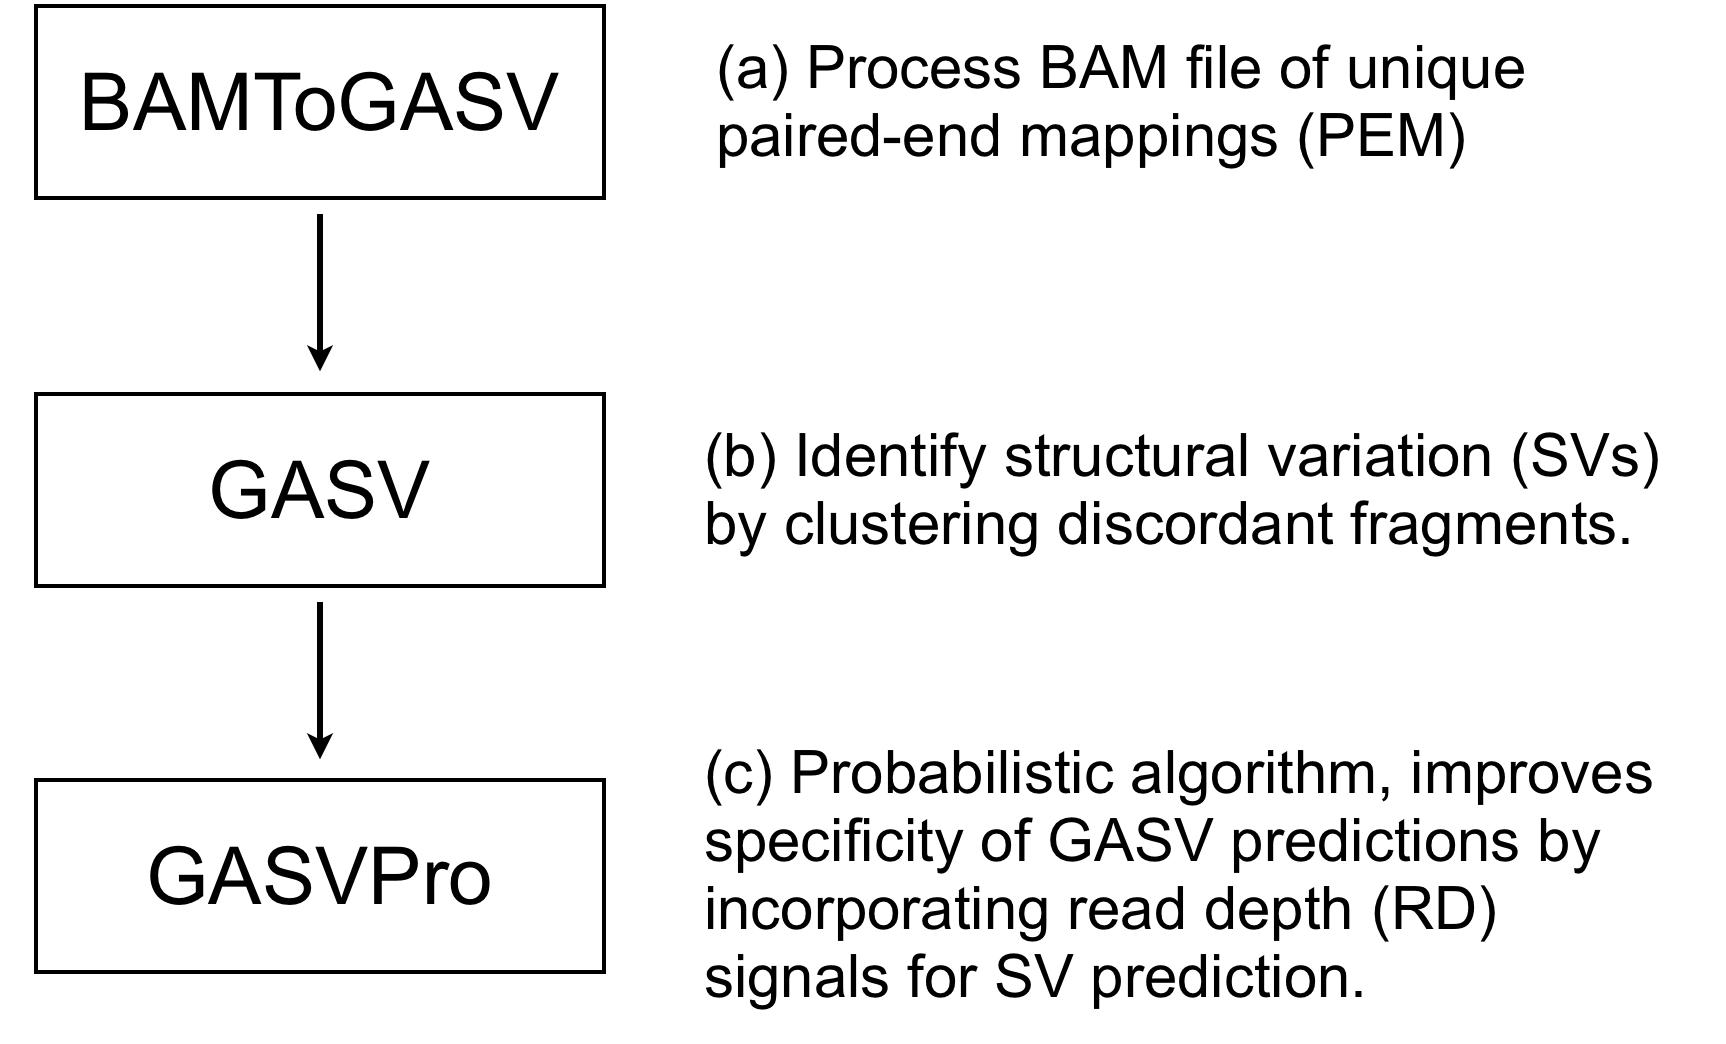 BAMToGASV
(a) Process BAM file of unique
paired-end mappings (PEM)
GASV
(b) Identify structural variation (SVs)
by clustering discordant fragments.
GASVPro
(c) Probabilistic algorithm, improves
specificity of GASV predictions by
incorporating read depth (RD)
signals for SV prediction.